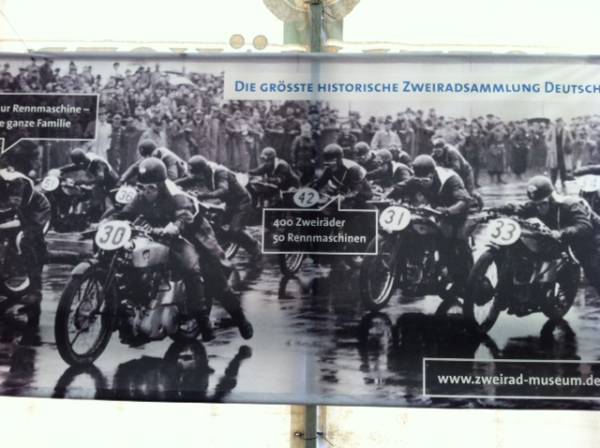 DIE GRÖSSTE HISTORISCHE ZWEIRADSAMMLUNG DEUTSCH
ur Rennmaschine –
e ganze Familie
36
42
30
400 Zweiräder
50 Rennmaschinen
31
33
www.zweirad-museum.de